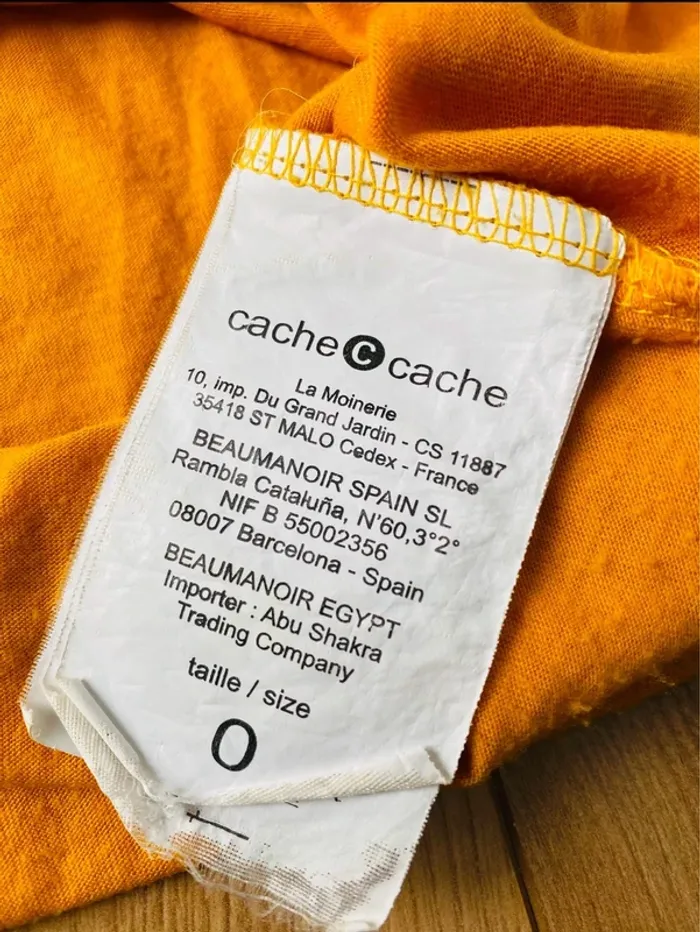 cache C cache
La Moinerie
10, imp. Du Grand Jardin - CS 11887
35418 ST MALO Cedex - France
BEAUMANOIR SPAIN SL
Rambla Cataluña, N'60,3°2°
NIF B 55002356
08007 Barcelona - Spain
BEAUMANOIR EGYPT
Importer : Abu Shakra
Trading Company
taille / size
0